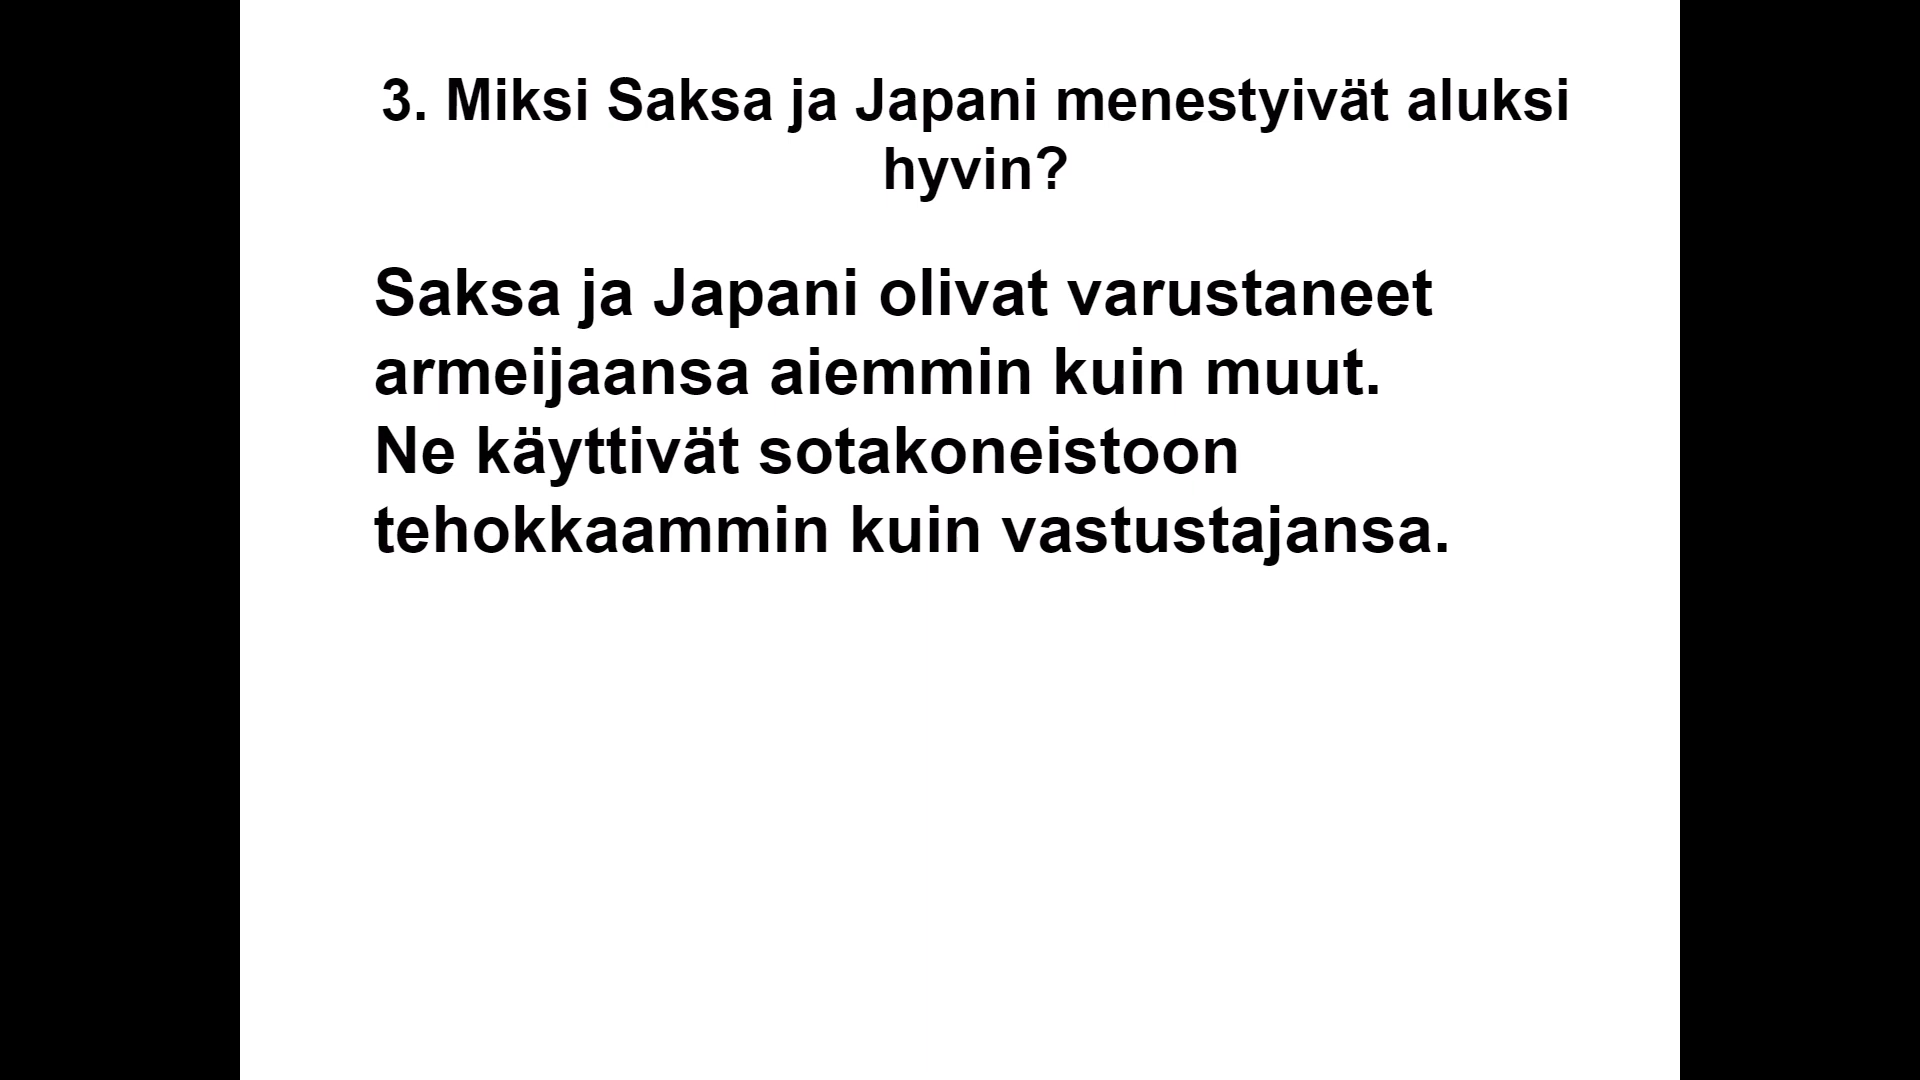 3. Miksi Saksa ja Japani menestyivät aluksi
hyvin?
Saksa ja Japani olivat varustaneet
armeijaansa aiemmin kuin muut.
Ne käyttivät sotakoneistoon
tehokkaammin kuin vastustajansa.